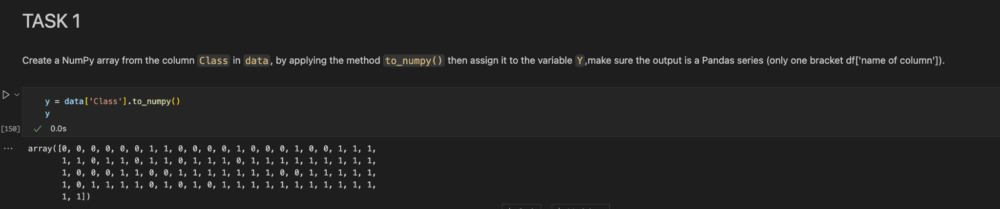 TASK 1
Create a NumPy array from the column Class in data, by applying the method to_numpy() then assign it to the variable Y,make sure the output is a Pandas series (only one bracket df['name of column']).
y = data['Class'].to_numpy()
y
[150] 0.0s
array([0, 0, 0, 0, 0, 0, 1, 1, 0, 0, 0, 0, 1, 0, 0, 0, 1, 0, 0, 1, 1, 1,
1, 1, 0, 1, 1, 0, 1, 1, 0, 1, 1, 1, 0, 1, 1, 1, 1, 1, 1, 1, 1, 1,
1, 0, 0, 0, 1, 1, 0, 0, 1, 1, 1, 1, 1, 1, 1, 0, 0, 1, 1, 1, 1, 1,
1, 0, 1, 1, 1, 1, 0, 1, 0, 1, 0, 1, 1, 1, 1, 1, 1, 1, 1, 1, 1, 1,
1, 1])